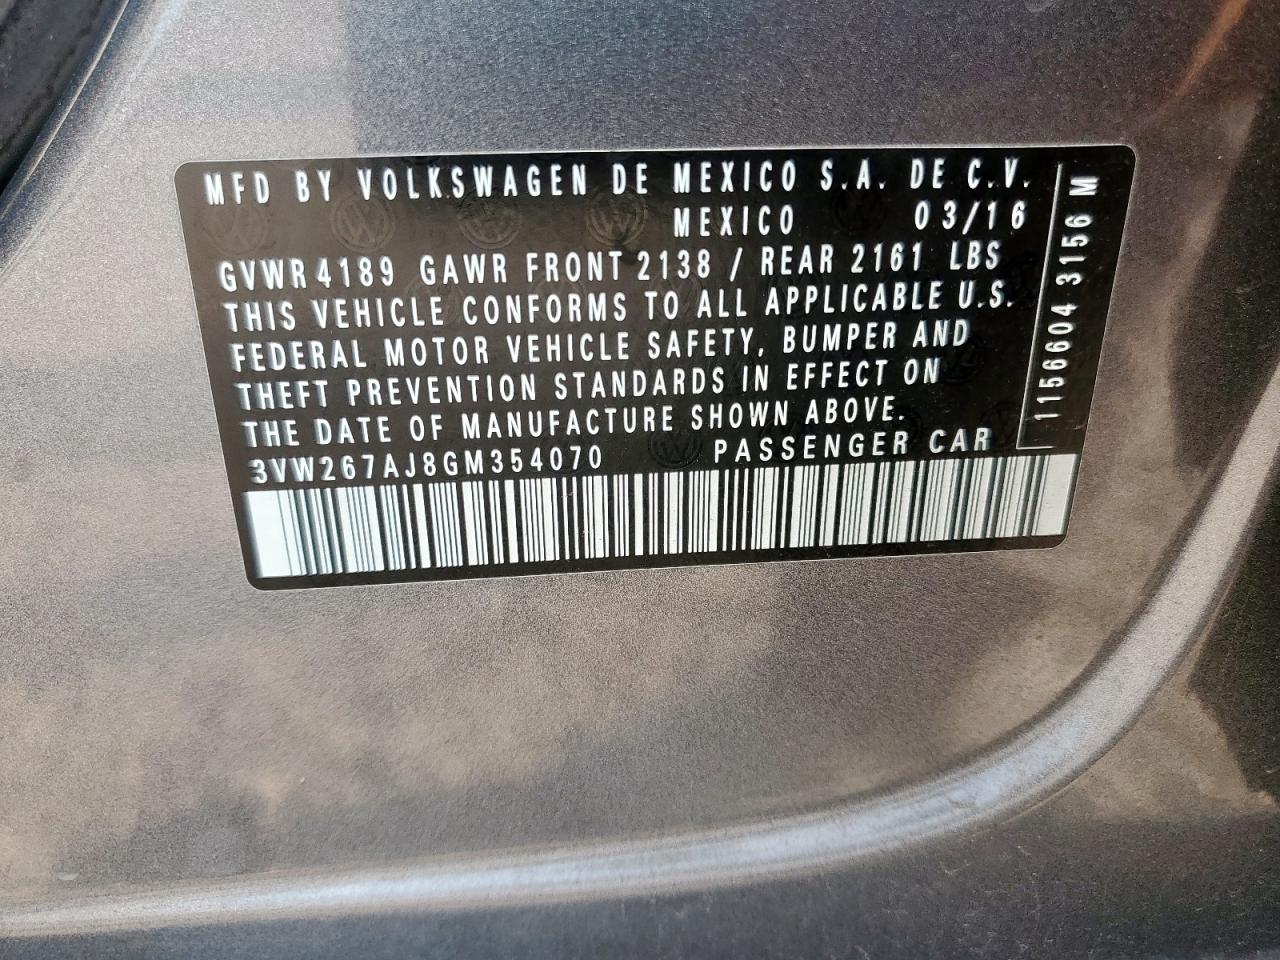 MFD BY VOLKSWAGEN DE MEXICO S.A. DE C.V.
MEXICO 03/16
GVWR 4189 GAWR FRONT 2138 / REAR 2161 LBS
THIS VEHICLE CONFORMS TO ALL APPLICABLE U.S.
FEDERAL MOTOR VEHICLE SAFETY, BUMPER AND
THEFT PREVENTION STANDARDS IN EFFECT ON
THE DATE OF MANUFACTURE SHOWN ABOVE.
3VW267AJ8GM354070 PASSENGER CAR
1156604 3156 M